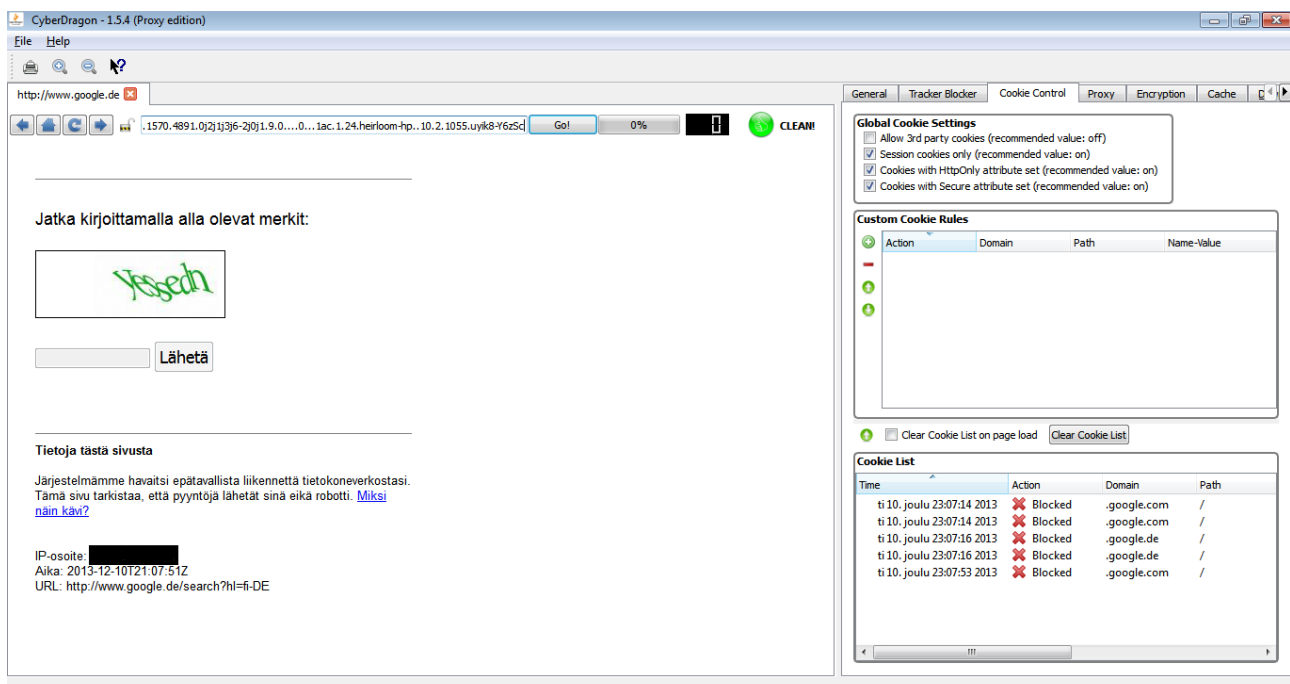 CyberDragon - 1.5.4 (Proxy edition)
File Help
http://www.google.de
.1570.4891.0j2j1j3j6-2j0j1.9.0....0...1ac.1.24.heirloom-hp..10.2.1055.uyik8-Y6zSc Go! 0% 0 CLEAN!
Jatka kirjoittamalla alla olevat merkit:
Lähetä
Tietoja tästä sivusta
Järjestelmämme havaitsi epätavallista liikennettä tietokoneverkostasi.
Tämä sivu tarkistaa, että pyyntöjä lähetät sinä eikä robotti. Miksi
näin kävi?
IP-osoite:
Aika: 2013-12-10T21:07:51Z
URL: http://www.google.de/search?hl=fi-DE
General Tracker Blocker Cookie Control Proxy Encryption Cache
Global Cookie Settings
Allow 3rd party cookies (recommended value: off)
Session cookies only (recommended value: on)
Cookies with HttpOnly attribute set (recommended value: on)
Cookies with Secure attribute set (recommended value: on)
Custom Cookie Rules
Action Domain Path Name-Value
Clear Cookie List on page load Clear Cookie List
Cookie List
Time Action Domain Path
ti 10. joulu 23:07:14 2013 Blocked .google.com /
ti 10. joulu 23:07:14 2013 Blocked .google.com /
ti 10. joulu 23:07:16 2013 Blocked .google.de /
ti 10. joulu 23:07:16 2013 Blocked .google.de /
ti 10. joulu 23:07:53 2013 Blocked .google.com /